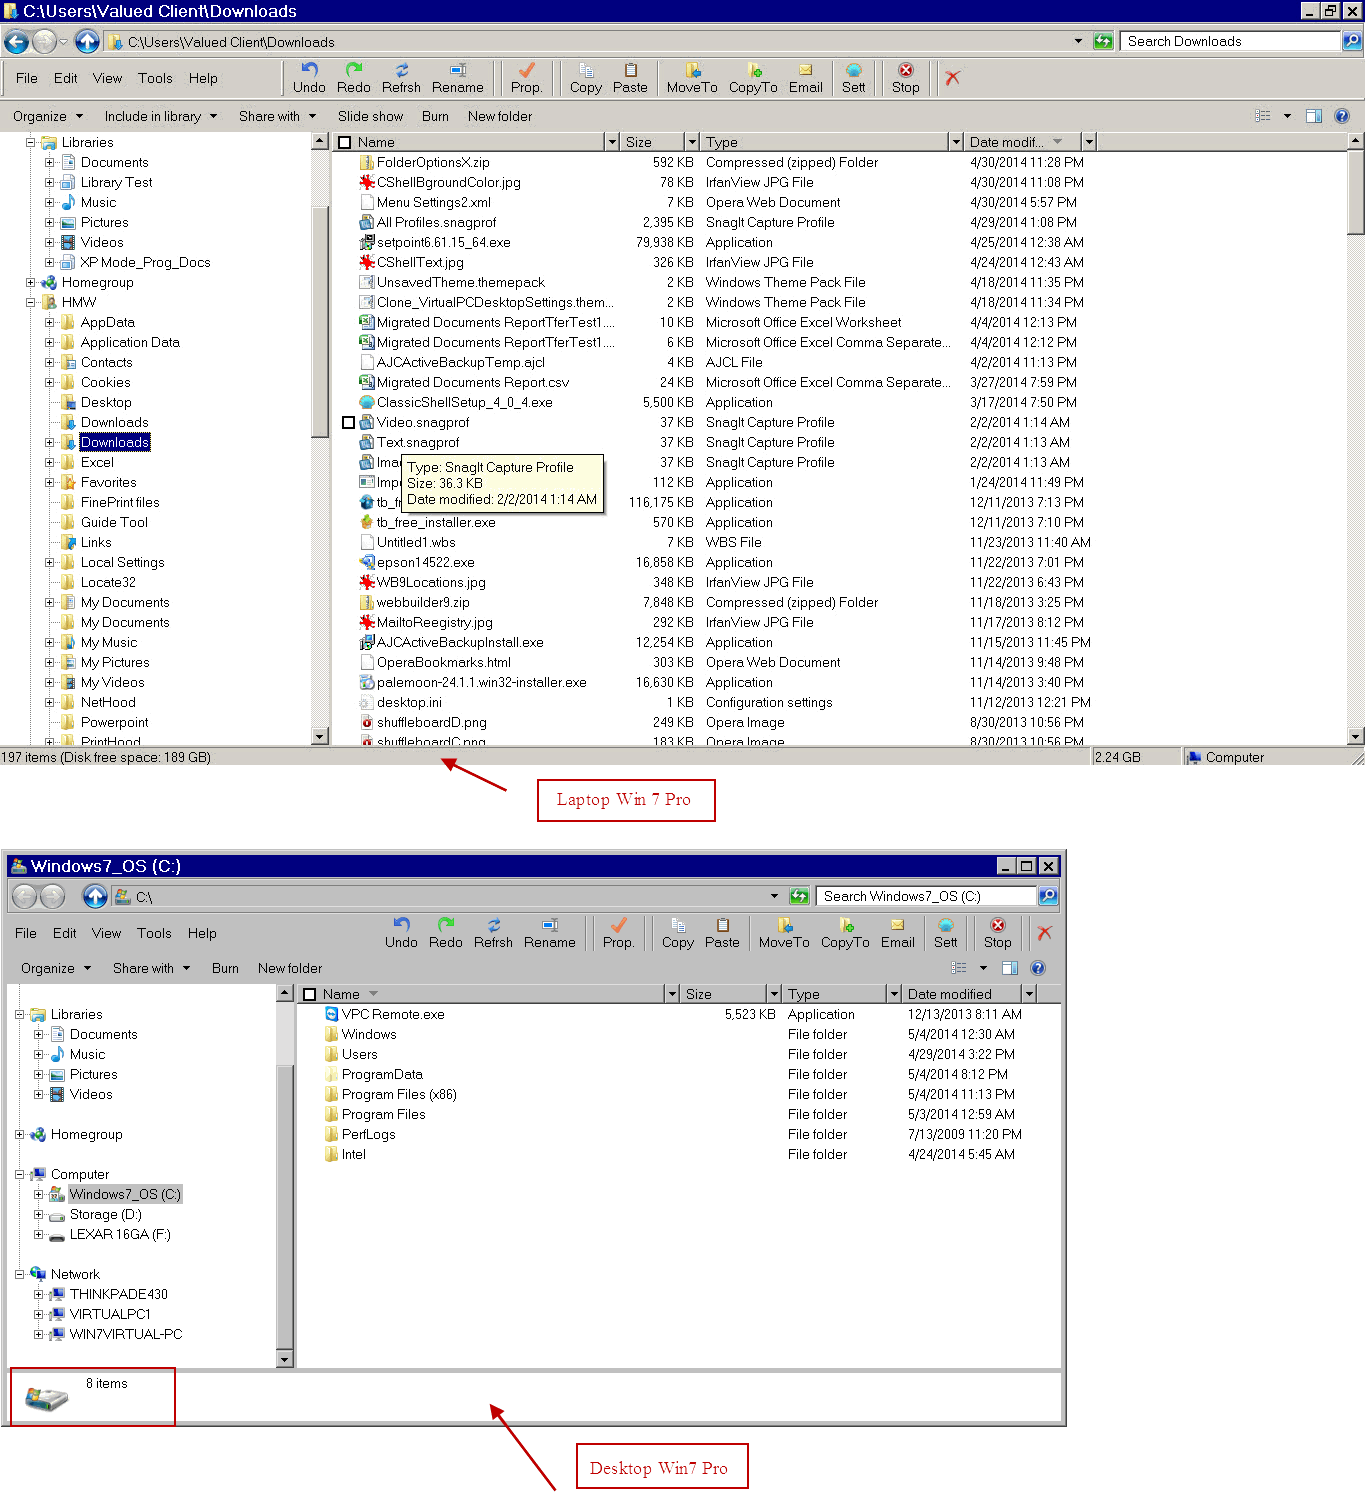 C:\Users\Valued Client\Downloads
C:\Users\Valued Client\Downloads Search Downloads
File Edit View Tools Help Undo Redo Refrsh Rename Prop. Copy Paste MoveTo CopyTo Email Sett Stop
Organize Include in library Share with Slide show Burn New folder
Libraries
Documents
Library Test
Music
Pictures
Videos
XP Mode_Prog_Docs
Homegroup
HMW
AppData
Application Data
Contacts
Cookies
Desktop
Downloads
Downloads
Excel
Favorites
FinePrint files
Guide Tool
Links
Local Settings
Locate32
My Documents
My Documents
My Music
My Pictures
My Videos
NetHood
Powerpoint
PrintHood
Name Size Type Date modif...
FolderOptionsX.zip 592 KB Compressed (zipped) Folder 4/30/2014 11:28 PM
CShellBgroundColor.jpg 78 KB IrfanView JPG File 4/30/2014 11:08 PM
Menu Settings2.xml 7 KB Opera Web Document 4/30/2014 5:57 PM
All Profiles.snagprof 2,395 KB SnagIt Capture Profile 4/29/2014 1:08 PM
setpoint6.61.15_64.exe 79,938 KB Application 4/25/2014 12:38 AM
CShellText.jpg 326 KB IrfanView JPG File 4/24/2014 12:43 AM
UnsavedTheme.themepack 2 KB Windows Theme Pack File 4/18/2014 11:35 PM
Clone_VirtualPCDesktopSettings.them... 2 KB Windows Theme Pack File 4/18/2014 11:34 PM
Migrated Documents ReportTferTest1.... 10 KB Microsoft Office Excel Worksheet 4/4/2014 12:13 PM
Migrated Documents ReportTferTest1.... 6 KB Microsoft Office Excel Comma Separate... 4/4/2014 12:12 PM
AJCActiveBackupTemp.ajcl 4 KB AJCL File 4/2/2014 11:13 PM
Migrated Documents Report.csv 24 KB Microsoft Office Excel Comma Separate... 3/27/2014 7:59 PM
ClassicShellSetup_4_0_4.exe 5,500 KB Application 3/17/2014 7:50 PM
Video.snagprof 37 KB SnagIt Capture Profile 2/2/2014 1:14 AM
Text.snagprof 37 KB SnagIt Capture Profile 2/2/2014 1:13 AM
Ima 37 KB SnagIt Capture Profile 2/2/2014 1:13 AM
Impo 112 KB Application 1/24/2014 11:49 PM
tb_fr 116,175 KB Application 12/11/2013 7:13 PM
Type: SnagIt Capture Profile
Size: 36.3 KB
Date modified: 2/2/2014 1:14 AM
tb_free_installer.exe 570 KB Application 12/11/2013 7:10 PM
Untitled1.wbs 7 KB WBS File 11/23/2013 11:40 AM
epson14522.exe 16,858 KB Application 11/22/2013 7:01 PM
WB9Locations.jpg 348 KB IrfanView JPG File 11/22/2013 6:43 PM
webbuilder9.zip 7,848 KB Compressed (zipped) Folder 11/18/2013 3:25 PM
MailtoReegistry.jpg 292 KB IrfanView JPG File 11/17/2013 8:12 PM
AJCActiveBackupInstall.exe 12,254 KB Application 11/15/2013 11:45 PM
OperaBookmarks.html 303 KB Opera Web Document 11/14/2013 9:48 PM
palemoon-24.1.1.win32-installer.exe 16,630 KB Application 11/14/2013 3:40 PM
desktop.ini 1 KB Configuration settings 11/12/2013 12:21 PM
shuffleboardD.png 249 KB Opera Image 8/30/2013 10:56 PM
shuffleboardC.png 183 KB Opera Image 8/30/2013 10:56 PM
197 items (Disk free space: 189 GB) 2.24 GB Computer
Laptop Win 7 Pro
Windows7_OS (C:)
C:\ Search Windows7_OS (C:)
File Edit View Tools Help Undo Redo Refrsh Rename Prop. Copy Paste MoveTo CopyTo Email Sett Stop
Organize Share with Burn New folder
Libraries
Documents
Music
Pictures
Videos
Homegroup
Computer
Windows7_OS (C:)
Storage (D:)
LEXAR 16GA (F:)
Network
THINKPADE430
VIRTUALPC1
WIN7VIRTUAL-PC
Name Size Type Date modified
VPC Remote.exe 5,523 KB Application 12/13/2013 8:11 AM
Windows File folder 5/4/2014 12:30 AM
Users File folder 4/29/2014 3:22 PM
ProgramData File folder 5/4/2014 8:12 PM
Program Files (x86) File folder 5/4/2014 11:13 PM
Program Files File folder 5/3/2014 12:59 AM
PerfLogs File folder 7/13/2009 11:20 PM
Intel File folder 4/24/2014 5:45 AM
8 items
Desktop Win7 Pro